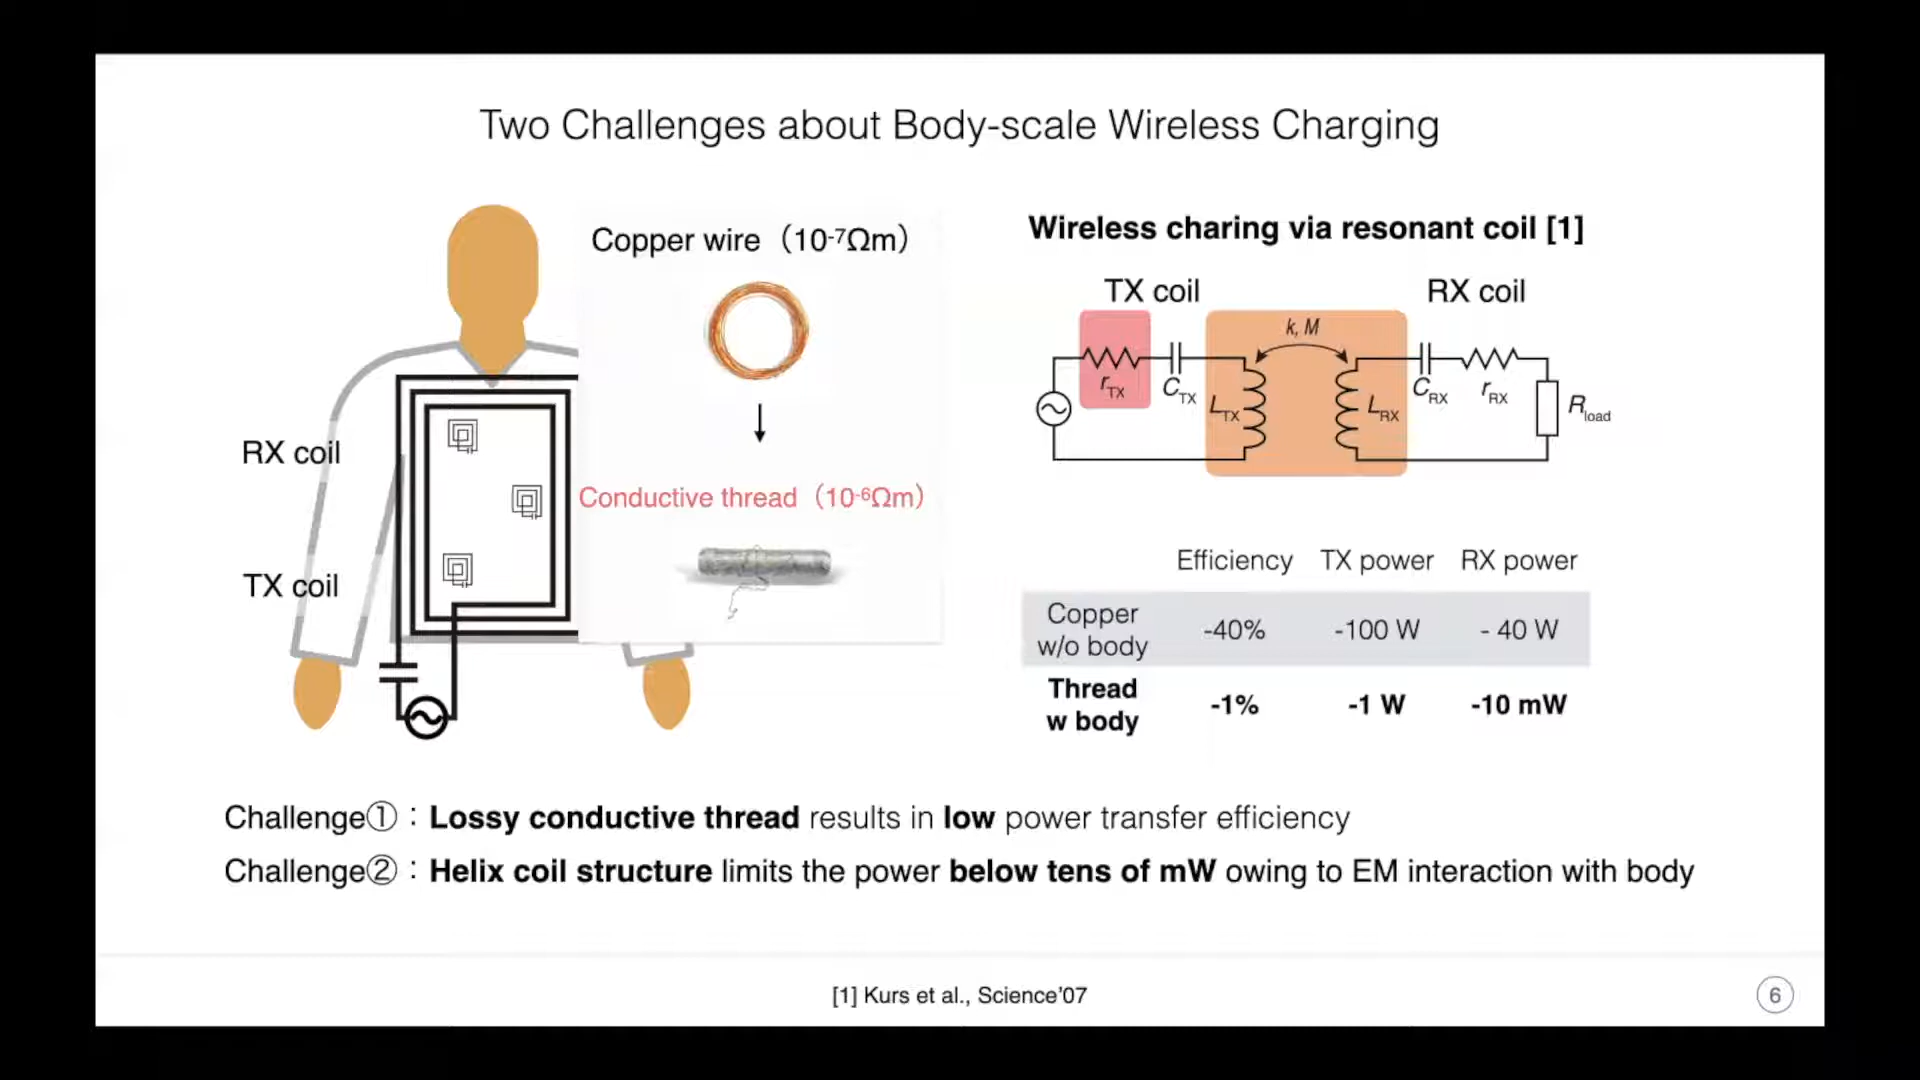 Two Challenges about Body-scale Wireless Charging
Copper wire（10-7Ωm）
Conductive thread（10-6Ωm）
RX coil
TX coil
Wireless charing via resonant coil [1]
TX coil
RX coil
k, M
rTX
CTX
LTX
LRX
CRX
rRX
Rload
Efficiency TX power RX power
Copper w/o body -40% -100 W - 40 W
Thread w body -1% -1 W -10 mW
Challenge①：Lossy conductive thread results in low power transfer efficiency
Challenge②：Helix coil structure limits the power below tens of mW owing to EM interaction with body
[1] Kurs et al., Science’07
6